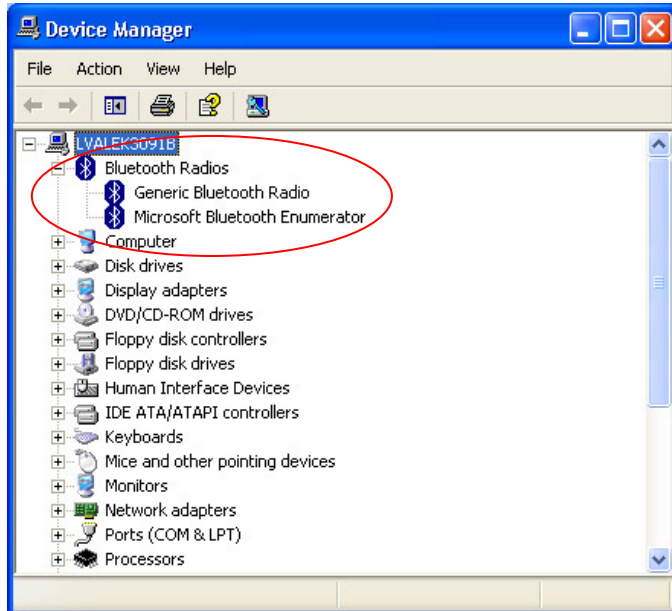 Device Manager
File Action View Help
LVALEK3091B
Bluetooth Radios
Generic Bluetooth Radio
Microsoft Bluetooth Enumerator
Computer
Disk drives
Display adapters
DVD/CD-ROM drives
Floppy disk controllers
Floppy disk drives
Human Interface Devices
IDE ATA/ATAPI controllers
Keyboards
Mice and other pointing devices
Monitors
Network adapters
Ports (COM & LPT)
Processors